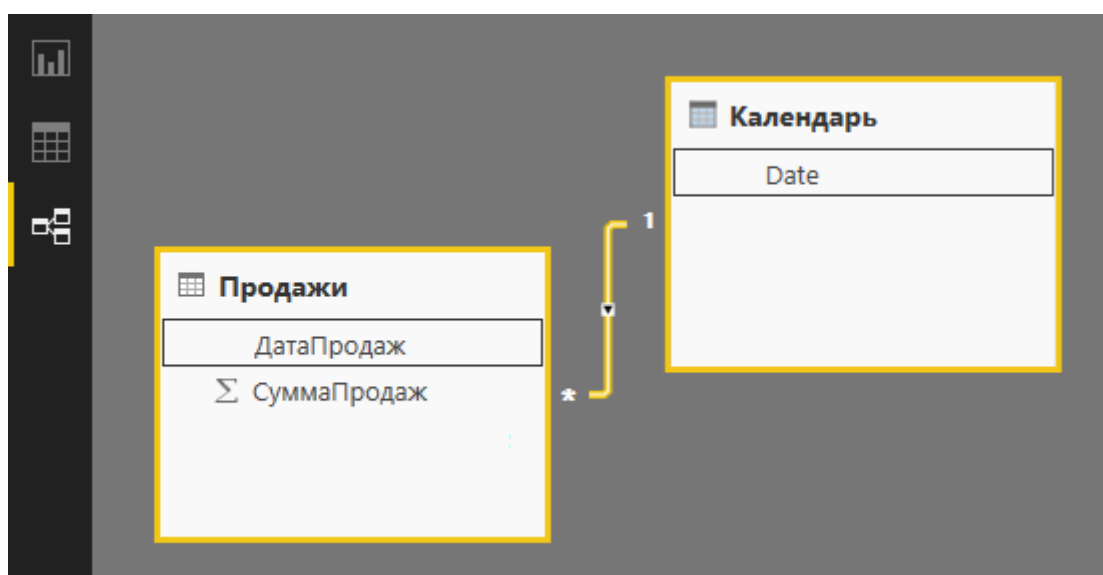 Календарь
Date
1
Продажи
ДатаПродаж
Σ СуммаПродаж
*